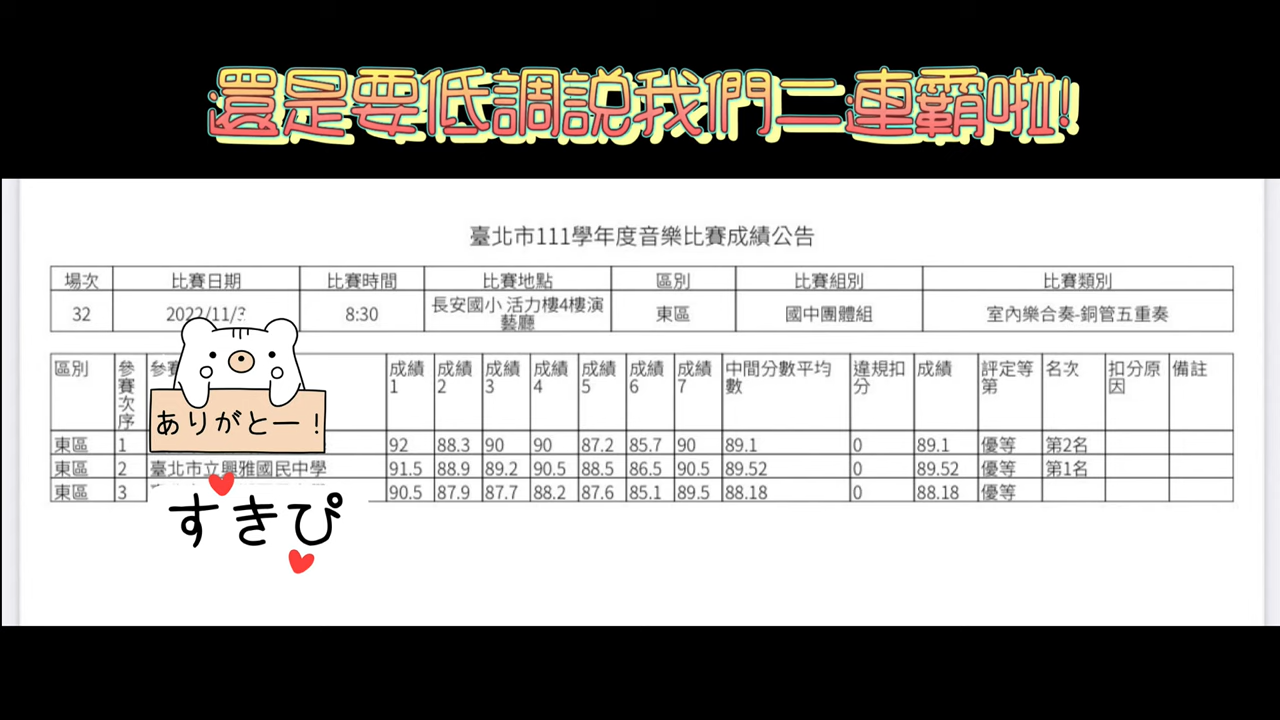 還是要低調說我們二連霸啦!
臺北市111學年度音樂比賽成績公告
場次 比賽日期 比賽時間 比賽地點 區別 比賽組別 比賽類別
32 2022/11/3 8:30 長安國小 活力樓4樓演藝廳 東區 國中團體組 室內樂合奏-銅管五重奏
區別 參賽次序 參賽 成績1 成績2 成績3 成績4 成績5 成績6 成績7 中間分數平均數 違規扣分 成績 評定等第 名次 扣分原因 備註
ありがとー!
東區 1 92 88.3 90 90 87.2 85.7 90 89.1 0 89.1 優等 第2名
東區 2 臺北市立興雅國民中學 91.5 88.9 89.2 90.5 88.5 86.5 90.5 89.52 0 89.52 優等 第1名
東區 3 90.5 87.9 87.7 88.2 87.6 85.1 89.5 88.18 0 88.18 優等
すきぴ